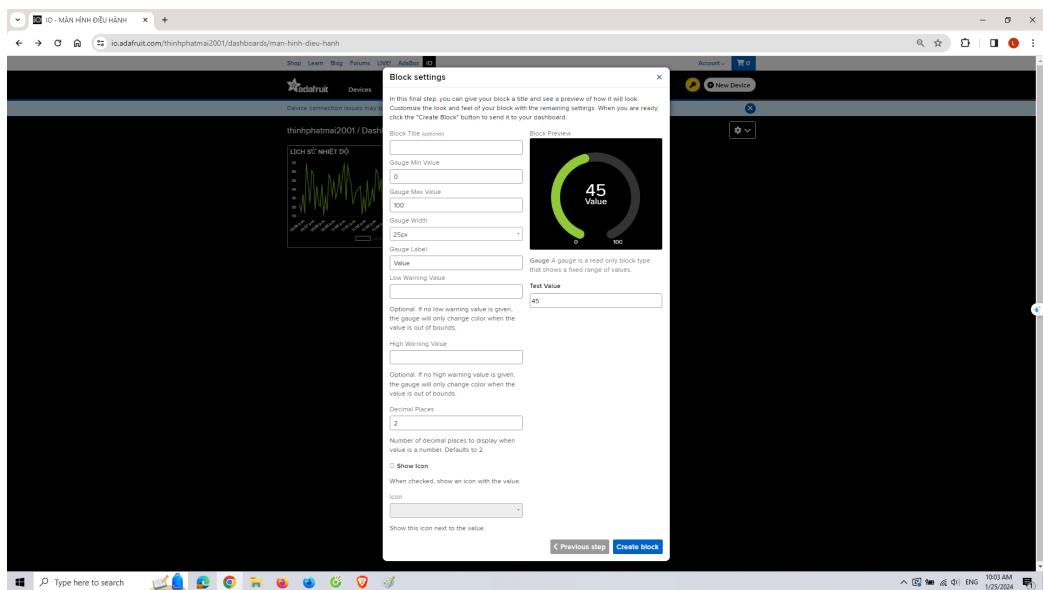 IO - MÀN HÌNH ĐIỀU HÀNH
io.adafruit.com/thinhphatmai2001/dashboards/man-hinh-dieu-hanh
L
Shop Learn Blog Forums LIVE! AdaBox IO
Account
0
adafruit
Devices
New Device
Device connection issues may b
thinhphatmai2001 / Dash
LỊCH SỬ NHIỆT ĐỘ
Block settings
In this final step, you can give your block a title and see a preview of how it will look.
Customize the look and feel of your block with the remaining settings. When you are ready,
click the "Create Block" button to send it to your dashboard.
Block Title (optional)
Gauge Min Value
0
Gauge Max Value
100
Gauge Width
25px
Gauge Label
Value
Low Warning Value
Optional. If no low warning value is given,
the gauge will only change color when the
value is out of bounds.
High Warning Value
Optional. If no high warning value is given,
the gauge will only change color when the
value is out of bounds.
Decimal Places
2
Number of decimal places to display when
value is a number. Defaults to 2.
Show Icon
When checked, show an icon with the value.
Icon
Show this icon next to the value.
Block Preview
45
Value
0 100
Gauge A gauge is a read only block type
that shows a fixed range of values.
Test Value
45
Previous step
Create block
Type here to search
ENG
10:03 AM
1/25/2024